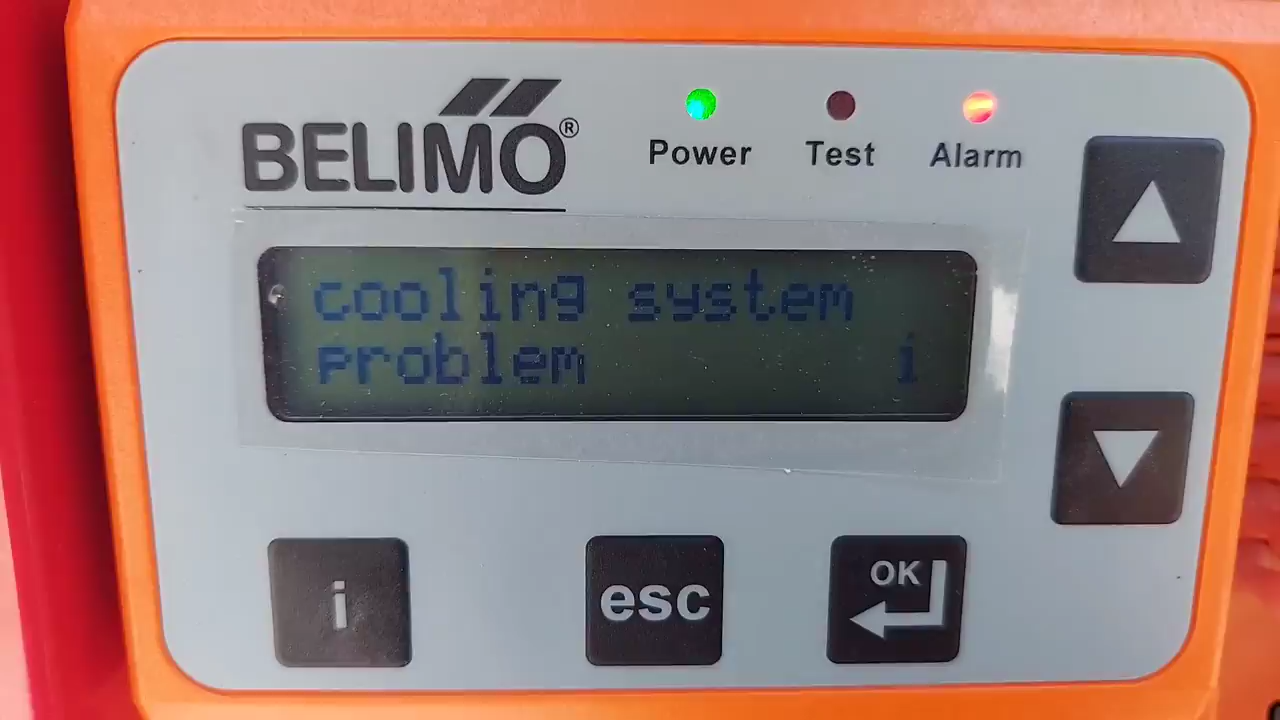 BELIMO®
Power Test Alarm
cooling system
problem i
i
esc
OK